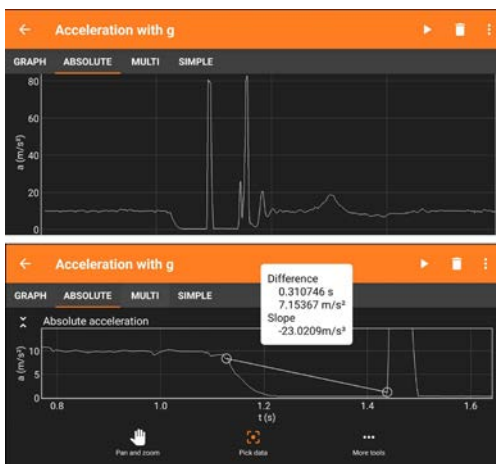 Acceleration with g
GRAPH ABSOLUTE MULTI SIMPLE
80
60
40
20
0
a (m/s²)
Acceleration with g
GRAPH ABSOLUTE MULTI SIMPLE
Difference
0.310746 s
7.15367 m/s²
Slope
-23.0209m/s³
Absolute acceleration
10
5
0
a (m/s²)
0.8 1.0 1.2 1.4 1.6
t (s)
Pan and zoom Pick data More tools